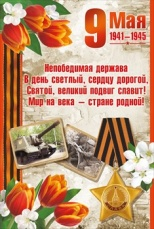 9 Мая
1941-1945
Непобедимая держава
В день светлый, сердцу дорогой,
Святой, великий подвиг славит!
Мир на века – стране родной!